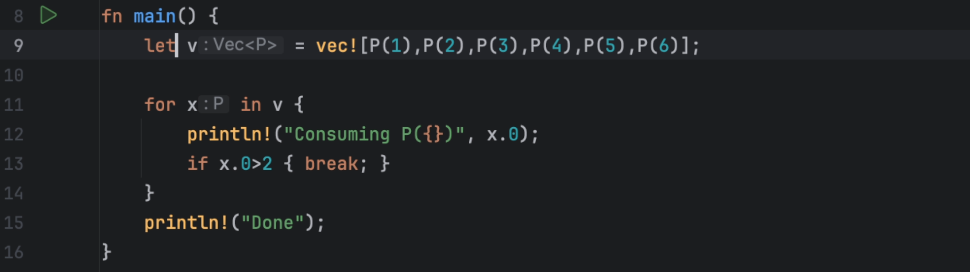 8 fn main() {
9 let v: Vec<P> = vec![P(1),P(2),P(3),P(4),P(5),P(6)];
10
11 for x: P in v {
12 println!("Consuming P({})", x.0);
13 if x.0>2 { break; }
14 }
15 println!("Done");
16 }